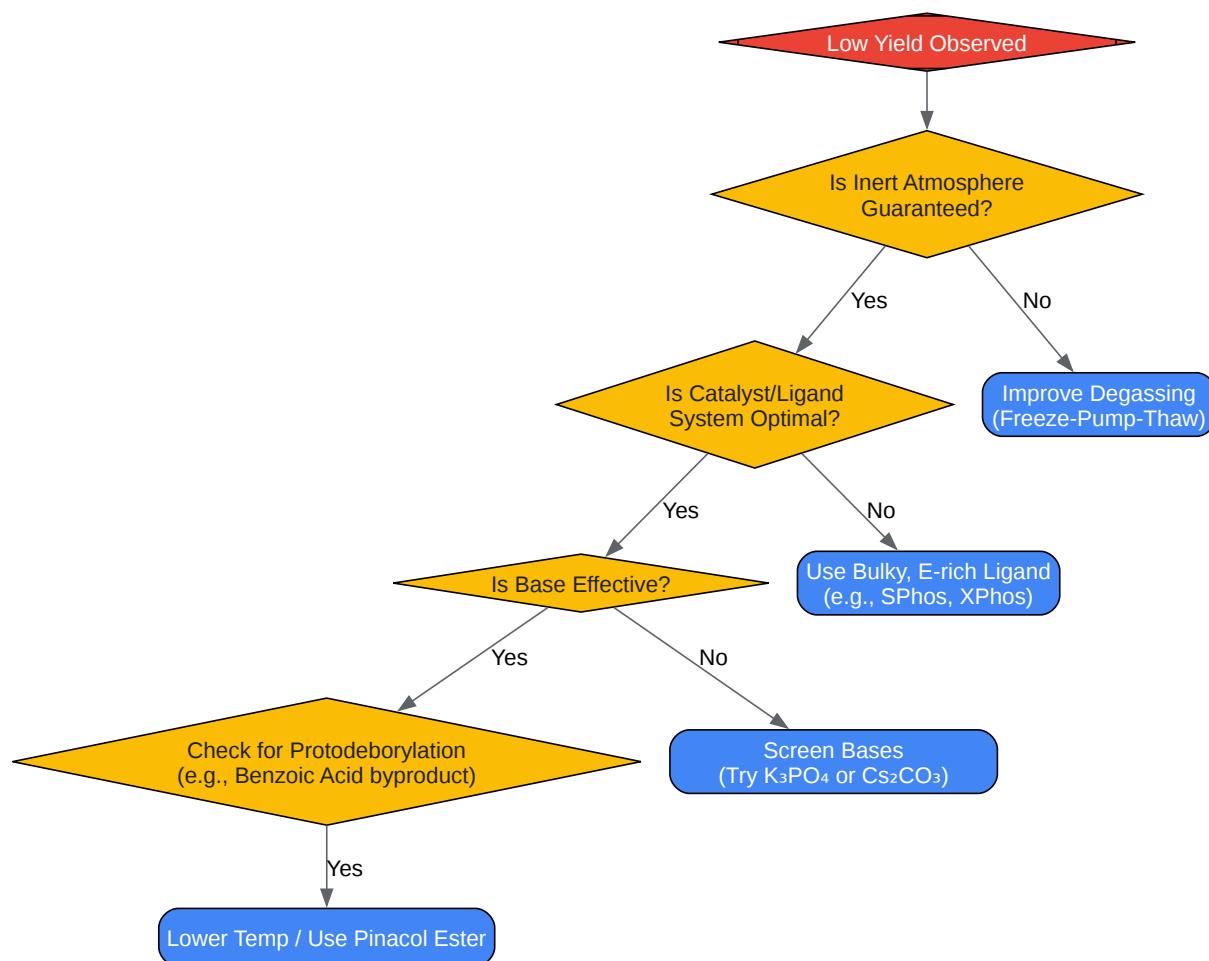 Low Yield Observed
Is Inert Atmosphere
Guaranteed?
Yes
No
Is Catalyst/Ligand
System Optimal?
Improve Degassing
(Freeze-Pump-Thaw)
Yes
No
Is Base Effective?
Use Bulky, E-rich Ligand
(e.g., SPhos, XPhos)
Yes
No
Check for Protodeborylation
(e.g., Benzoic Acid byproduct)
Screen Bases
(Try K₃PO₄ or Cs₂CO₃)
Yes
Lower Temp / Use Pinacol Ester